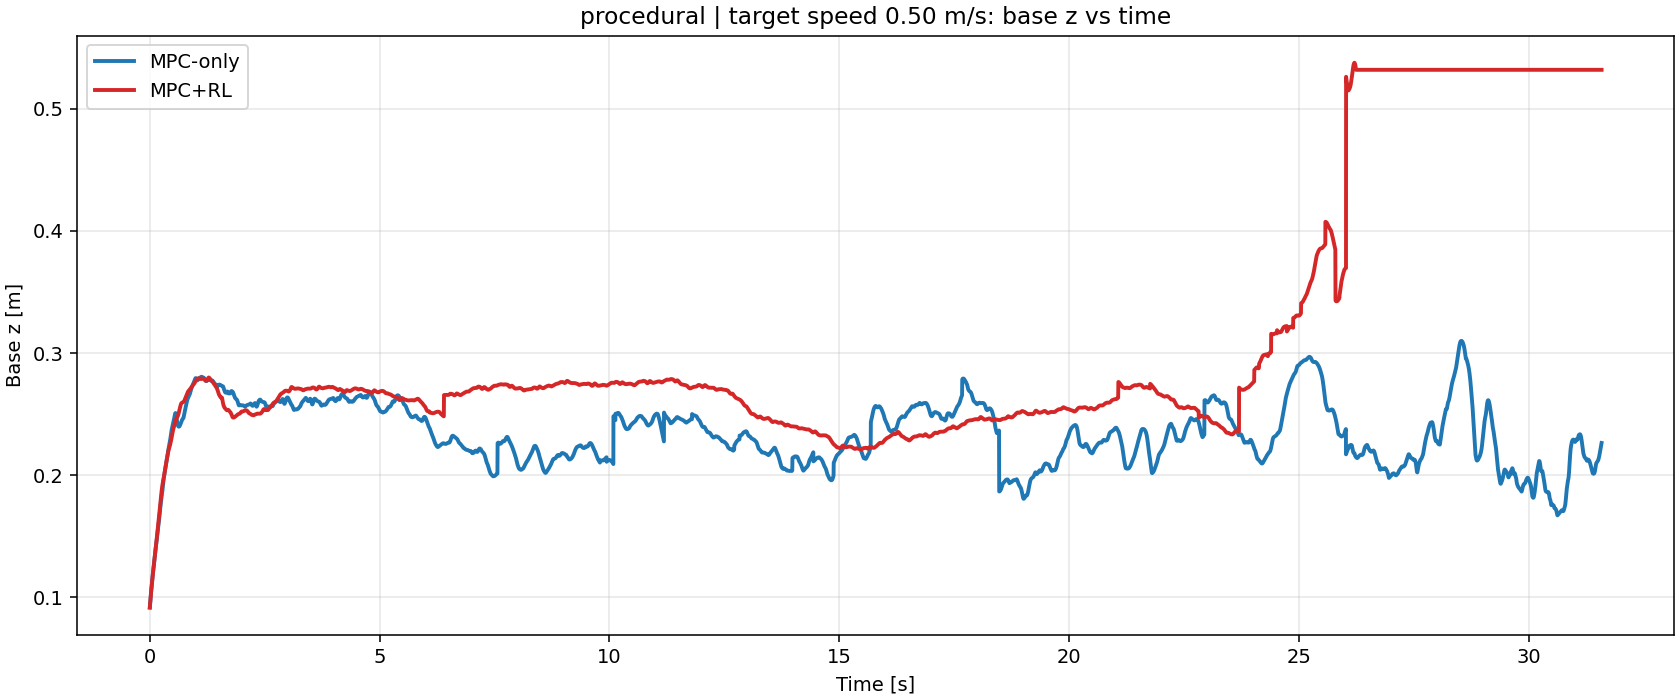 procedural | target speed 0.50 m/s: base z vs time
MPC-only
MPC+RL
Base z [m]
0.5
0.4
0.3
0.2
0.1
0 5 10 15 20 25 30
Time [s]